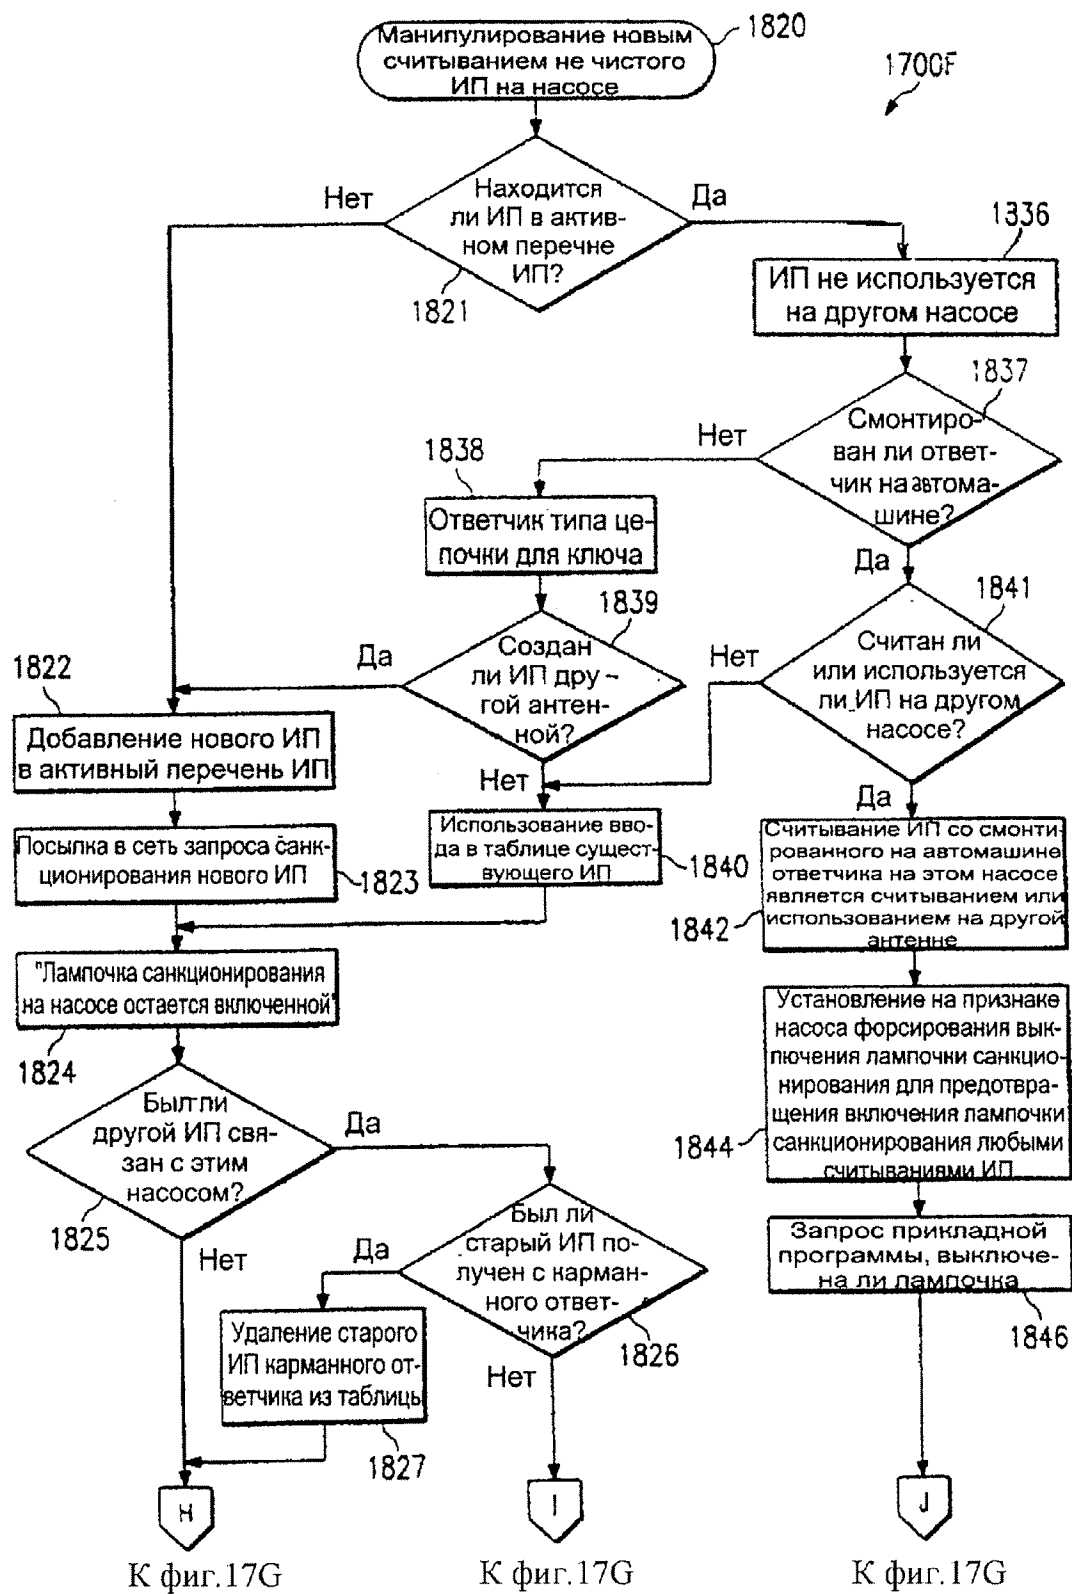 Манипулирование новым
считыванием не чистого
ИП на насосе
1820
1700F
Находится
ли ИП в актив-
ном перечне
ИП?
1821
Нет
Да
1336
ИП не используется
на другом насосе
1837
Смонтиро-
ван ли ответ-
чик на автома-
шине?
Нет
Да
1838
Ответчик типа це-
почки для ключа
1839
Создан
ли ИП дру-
гой антен-
ной?
Да
Нет
1841
Считан ли
или используется
ли ИП на другом
насосе?
Нет
Да
1822
Добавление нового ИП
в активный перечень ИП
Посылка в сеть запроса санк-
ционирования нового ИП
1823
Использование вво-
да в таблице сущест-
вующего ИП
1840
Считывание ИП со смонти-
рованного на автомашине
ответчика на этом насосе
является считыванием или
использованием на другой
антенне
1842
"Лампочка санкционирования
на насосе остается включенной"
1824
Установление на признаке
насоса форсирования вык-
лючения лампочки санкцио-
нирования для предотвра-
щения включения лампочки
санкционирования любыми
считываниями ИП
1844
Был ли
другой ИП свя-
зан с этим
насосом?
1825
Да
Нет
Был ли
старый ИП по-
лучен с карман-
ного ответ-
чика?
1826
Да
Нет
Запрос прикладной
программы, выключе-
на ли лампочка
1846
Удаление старого
ИП карманного от-
ветчика из таблицы
1827
H
I
J
К фиг.17G
К фиг.17G
К фиг.17G